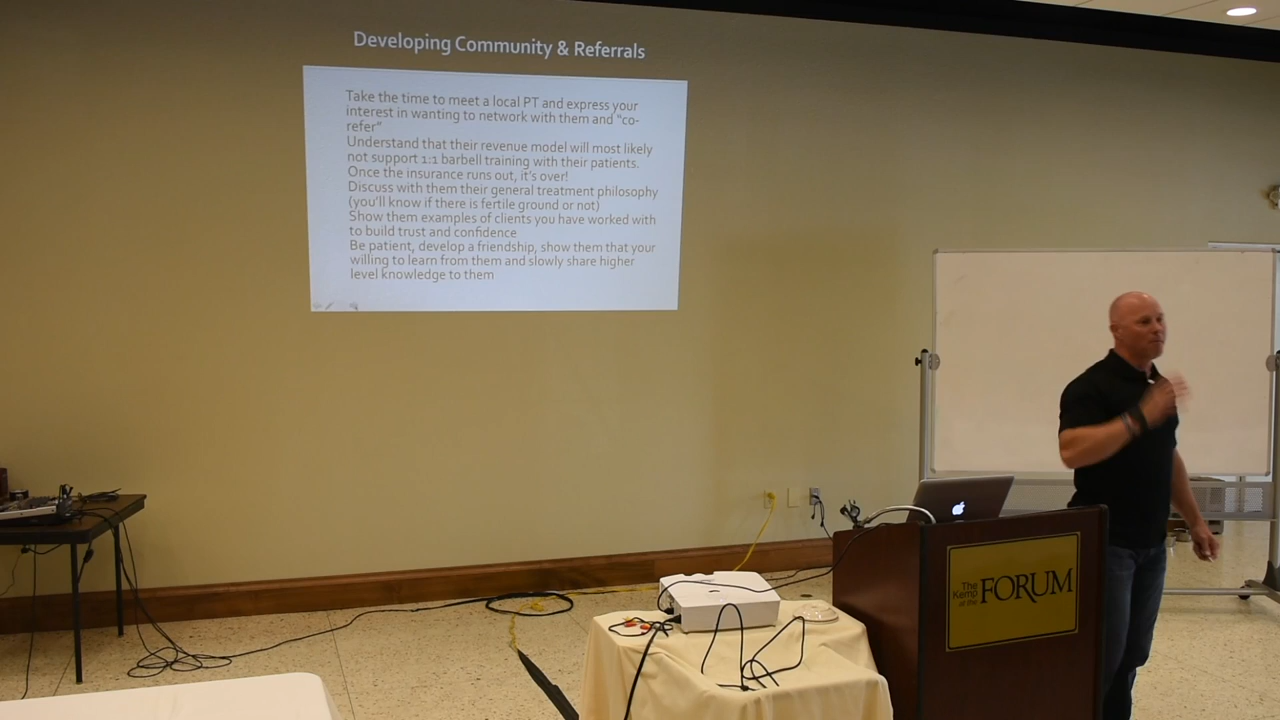 Developing Community & Referrals
Take the time to meet a local PT and express your
interest in wanting to network with them and “co-
refer”
Understand that their revenue model will most likely
not support 1:1 barbell training with their patients.
Once the insurance runs out, it’s over!
Discuss with them their general treatment philosophy
(you’ll know if there is fertile ground or not)
Show them examples of clients you have worked with
to build trust and confidence
Be patient, develop a friendship, show them that your
willing to learn from them and slowly share higher
level knowledge to them
The
Kemp
at the
FORUM